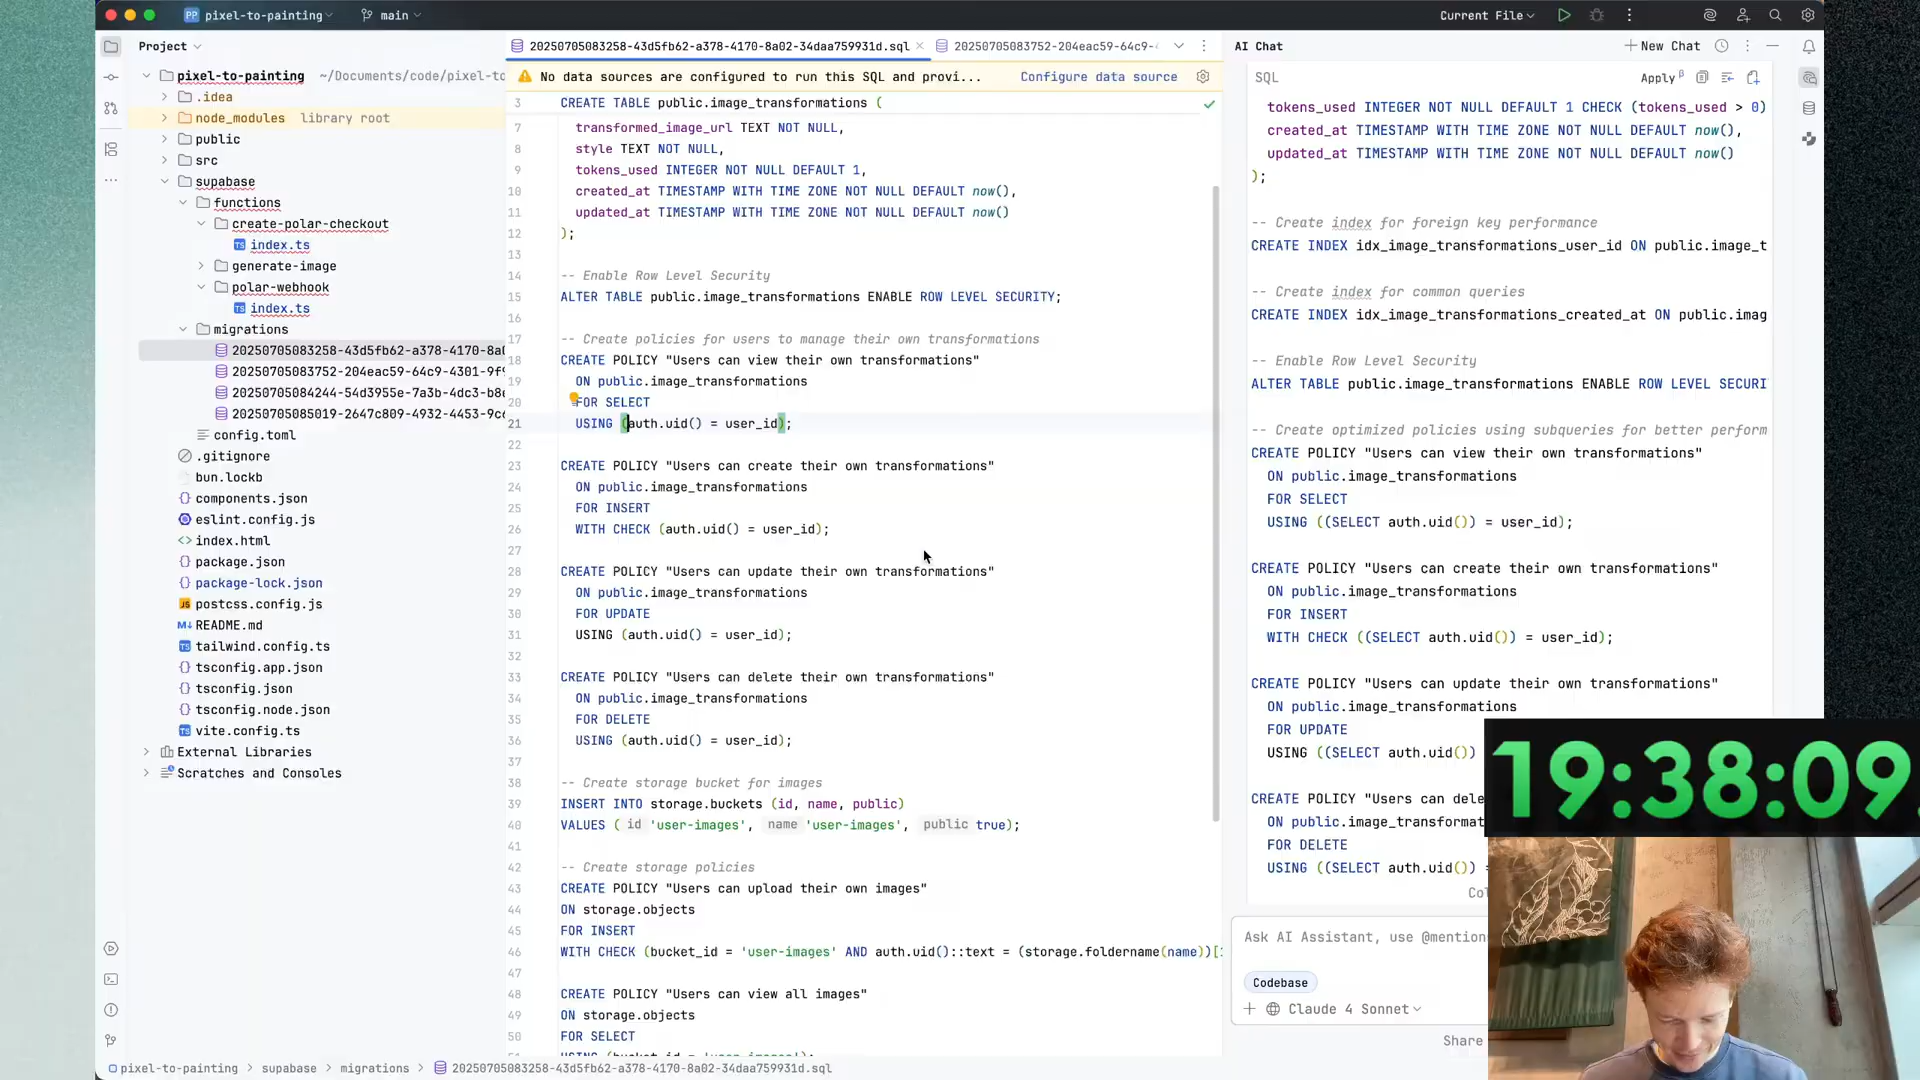 PP pixel-to-painting
main
Current File
Project
20250705083258-43d5fb62-a378-4170-8a02-34daa759931d.sql
20250705083752-204eac59-64c9-
AI Chat
New Chat
pixel-to-painting ~/Documents/code/pixel-to
.idea
node_modules library root
public
src
supabase
functions
create-polar-checkout
index.ts
generate-image
polar-webhook
index.ts
migrations
20250705083258-43d5fb62-a378-4170-8a0
20250705083752-204eac59-64c9-4301-9f9
20250705084244-54d3955e-7a3b-4dc3-b8
20250705085019-2647c809-4932-4453-9c
config.toml
.gitignore
bun.lockb
components.json
eslint.config.js
index.html
package.json
package-lock.json
postcss.config.js
README.md
tailwind.config.ts
tsconfig.app.json
tsconfig.json
tsconfig.node.json
vite.config.ts
External Libraries
Scratches and Consoles
No data sources are configured to run this SQL and provi... Configure data source
3 CREATE TABLE public.image_transformations (
7 transformed_image_url TEXT NOT NULL,
8 style TEXT NOT NULL,
9 tokens_used INTEGER NOT NULL DEFAULT 1,
10 created_at TIMESTAMP WITH TIME ZONE NOT NULL DEFAULT now(),
11 updated_at TIMESTAMP WITH TIME ZONE NOT NULL DEFAULT now()
12 );
13
14 -- Enable Row Level Security
15 ALTER TABLE public.image_transformations ENABLE ROW LEVEL SECURITY;
16
17 -- Create policies for users to manage their own transformations
18 CREATE POLICY "Users can view their own transformations"
19 ON public.image_transformations
20 FOR SELECT
21 USING (auth.uid() = user_id);
22
23 CREATE POLICY "Users can create their own transformations"
24 ON public.image_transformations
25 FOR INSERT
26 WITH CHECK (auth.uid() = user_id);
27
28 CREATE POLICY "Users can update their own transformations"
29 ON public.image_transformations
30 FOR UPDATE
31 USING (auth.uid() = user_id);
32
33 CREATE POLICY "Users can delete their own transformations"
34 ON public.image_transformations
35 FOR DELETE
36 USING (auth.uid() = user_id);
37
38 -- Create storage bucket for images
39 INSERT INTO storage.buckets (id, name, public)
40 VALUES ( id 'user-images', name 'user-images', public true);
41
42 -- Create storage policies
43 CREATE POLICY "Users can upload their own images"
44 ON storage.objects
45 FOR INSERT
46 WITH CHECK (bucket_id = 'user-images' AND auth.uid()::text = (storage.foldername(name))[
47
48 CREATE POLICY "Users can view all images"
49 ON storage.objects
50 FOR SELECT
SQL
Apply β
tokens_used INTEGER NOT NULL DEFAULT 1 CHECK (tokens_used > 0)
created_at TIMESTAMP WITH TIME ZONE NOT NULL DEFAULT now(),
updated_at TIMESTAMP WITH TIME ZONE NOT NULL DEFAULT now()
);
-- Create index for foreign key performance
CREATE INDEX idx_image_transformations_user_id ON public.image_t
-- Create index for common queries
CREATE INDEX idx_image_transformations_created_at ON public.imag
-- Enable Row Level Security
ALTER TABLE public.image_transformations ENABLE ROW LEVEL SECURI
-- Create optimized policies using subqueries for better perform
CREATE POLICY "Users can view their own transformations"
ON public.image_transformations
FOR SELECT
USING ((SELECT auth.uid()) = user_id);
CREATE POLICY "Users can create their own transformations"
ON public.image_transformations
FOR INSERT
WITH CHECK ((SELECT auth.uid()) = user_id);
CREATE POLICY "Users can update their own transformations"
ON public.image_transformations
FOR UPDATE
USING ((SELECT auth.uid())
CREATE POLICY "Users can dele
ON public.image_transformat
FOR DELETE
USING ((SELECT auth.uid()) =
Ask AI Assistant, use @mention
Codebase
Claude 4 Sonnet
Share
19:38:09
pixel-to-painting > supabase > migrations > 20250705083258-43d5fb62-a378-4170-8a02-34daa759931d.sql